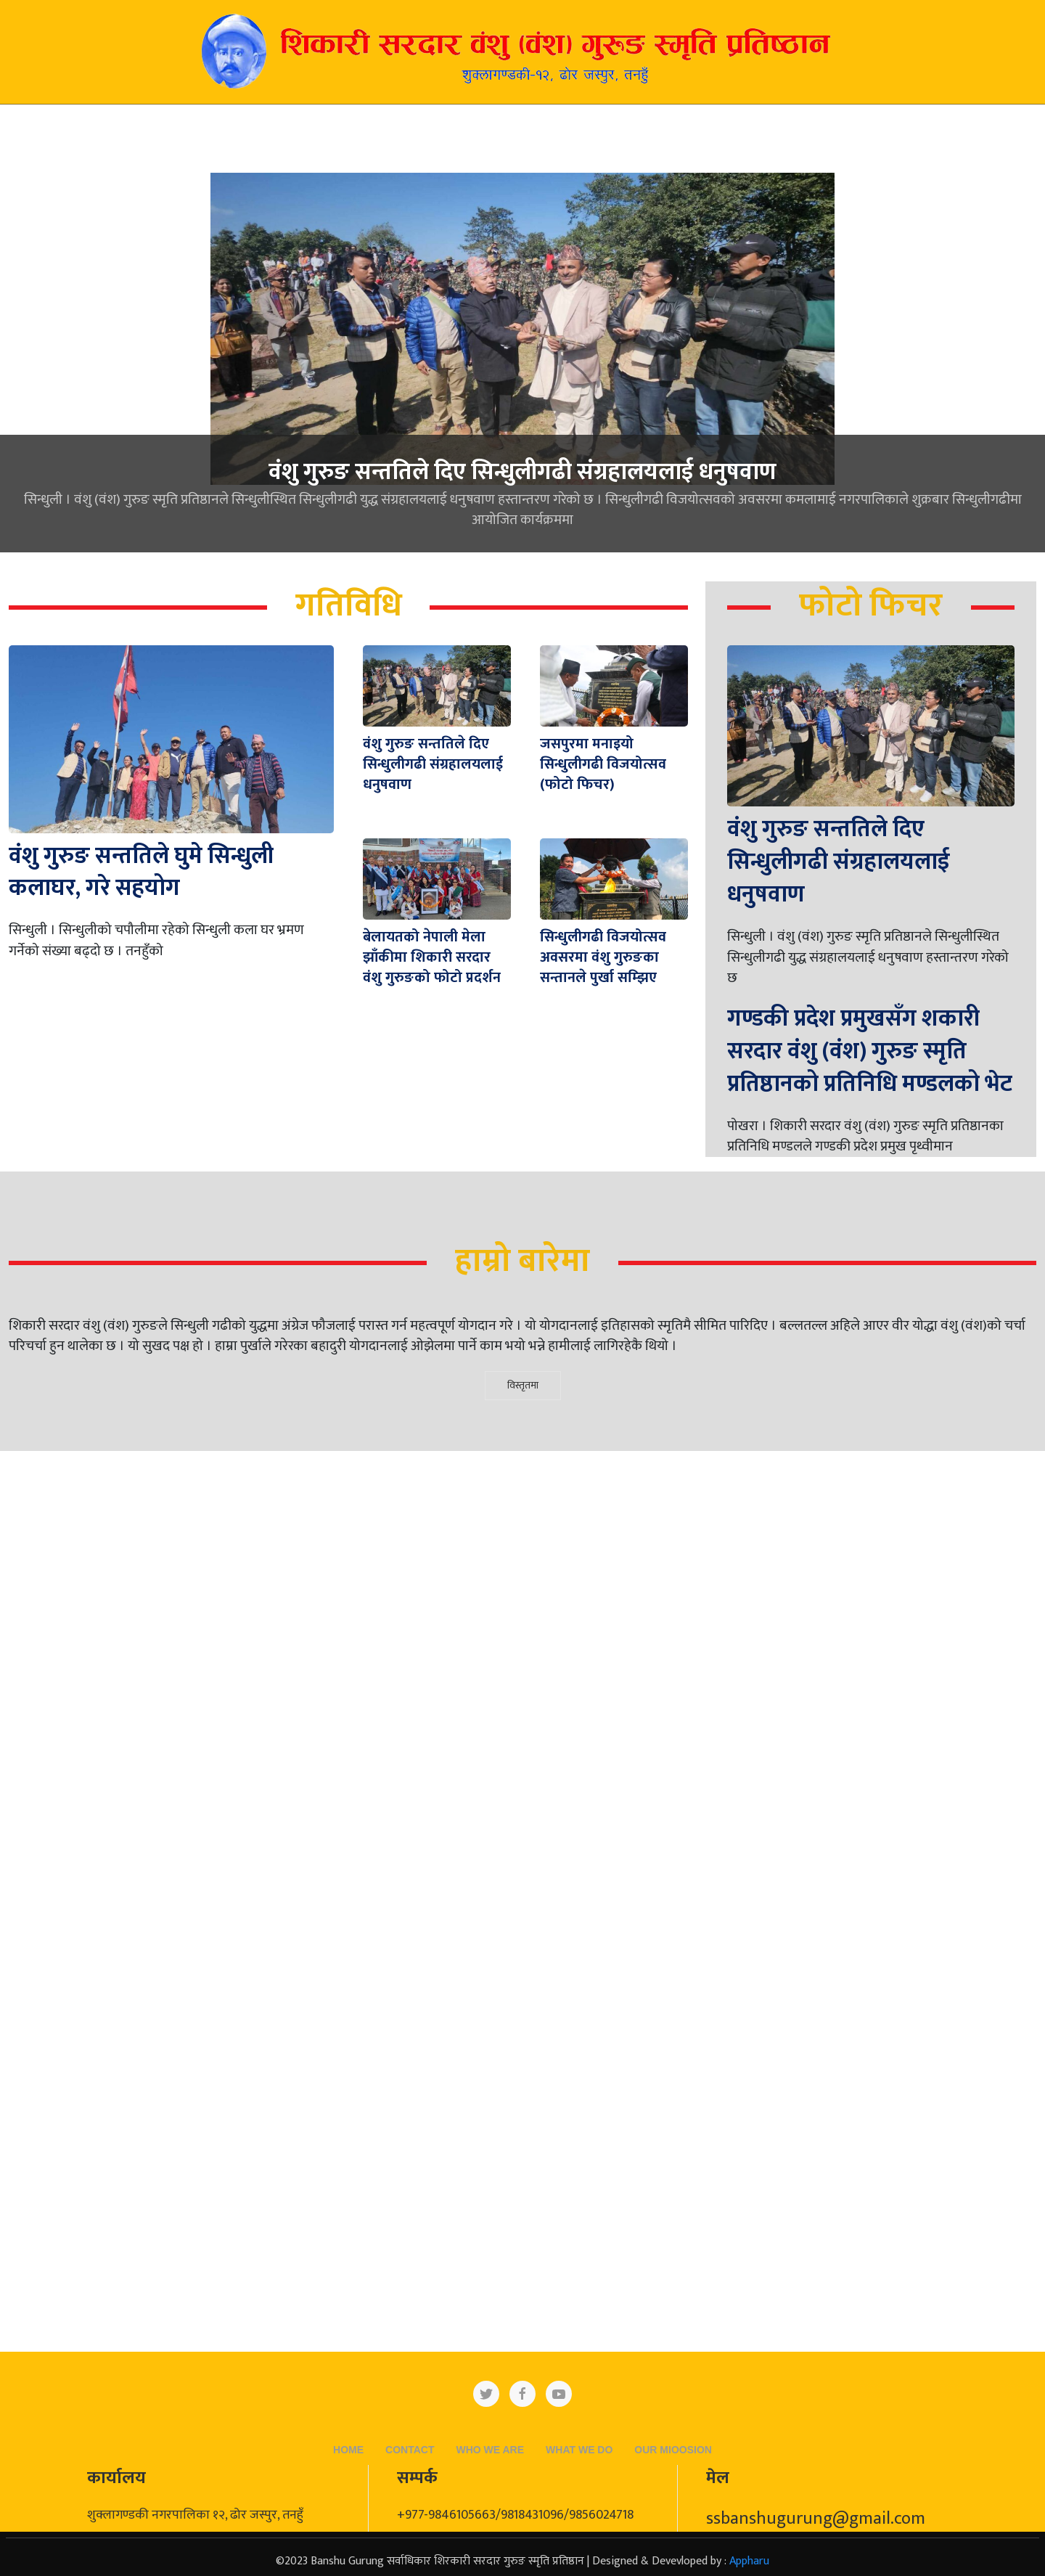 शिकारी सरदार वंशु (वंश) गुरूङ स्मृति प्रतिष्ठान
शुक्लागण्डकी-१२, ढोर जस्पुर, तनहुँ
वंशु गुरुङ सन्ततिले दिए सिन्धुलीगढी संग्रहालयलाई धनुषवाण
सिन्धुली । वंशु (वंश) गुरुङ स्मृति प्रतिष्ठानले सिन्धुलीस्थित सिन्धुलीगढी युद्ध संग्रहालयलाई धनुषवाण हस्तान्तरण गरेको छ । सिन्धुलीगढी विजयोत्सवको अवसरमा कमलामाई नगरपालिकाले शुक्रबार सिन्धुलीगढीमा
आयोजित कार्यक्रममा
गतिविधि
वंशु गुरुङ सन्ततिले घुमे सिन्धुली
कलाघर, गरे सहयोग
सिन्धुली । सिन्धुलीको चपौलीमा रहेको सिन्धुली कला घर भ्रमण
गर्नेको संख्या बढ्दो छ । तनहुँको
वंशु गुरुङ सन्ततिले दिए
सिन्धुलीगढी संग्रहालयलाई
धनुषवाण
जसपुरमा मनाइयो
सिन्धुलीगढी विजयोत्सव
(फोटो फिचर)
बेलायतको नेपाली मेला
झाँकीमा शिकारी सरदार
वंशु गुरुङको फोटो प्रदर्शन
सिन्धुलीगढी विजयोत्सव
अवसरमा वंशु गुरुङका
सन्तानले पुर्खा सम्झिए
फोटो फिचर
वंशु गुरुङ सन्ततिले दिए
सिन्धुलीगढी संग्रहालयलाई
धनुषवाण
सिन्धुली । वंशु (वंश) गुरुङ स्मृति प्रतिष्ठानले सिन्धुलीस्थित
सिन्धुलीगढी युद्ध संग्रहालयलाई धनुषवाण हस्तान्तरण गरेको
छ
गण्डकी प्रदेश प्रमुखसँग शकारी
सरदार वंशु (वंश) गुरुङ स्मृति
प्रतिष्ठानको प्रतिनिधि मण्डलको भेट
पोखरा । शिकारी सरदार वंशु (वंश) गुरुङ स्मृति प्रतिष्ठानका
प्रतिनिधि मण्डलले गण्डकी प्रदेश प्रमुख पृथ्वीमान
हाम्रो बारेमा
शिकारी सरदार वंशु (वंश) गुरुङले सिन्धुली गढीको युद्धमा अंग्रेज फौजलाई परास्त गर्न महत्वपूर्ण योगदान गरे । यो योगदानलाई इतिहासको स्मृतिमै सीमित पारिदिए । बल्लतल्ल अहिले आएर वीर योद्धा वंशु (वंश)को चर्चा
परिचर्चा हुन थालेका छ । यो सुखद पक्ष हो । हाम्रा पुर्खाले गरेरका बहादुरी योगदानलाई ओझेलमा पार्ने काम भयो भन्ने हामीलाई लागिरहेकै थियो ।
विस्तृतमा
HOME CONTACT WHO WE ARE WHAT WE DO OUR MIOOSION
कार्यालय
शुक्लागण्डकी नगरपालिका १२, ढोर जस्पुर, तनहुँ
सम्पर्क
+977-9846105663/9818431096/9856024718
मेल
ssbanshugurung@gmail.com
©2023 Banshu Gurung सर्वाधिकार शिरकारी सरदार गुरुङ स्मृति प्रतिष्ठान | Designed & Devevloped by : Appharu